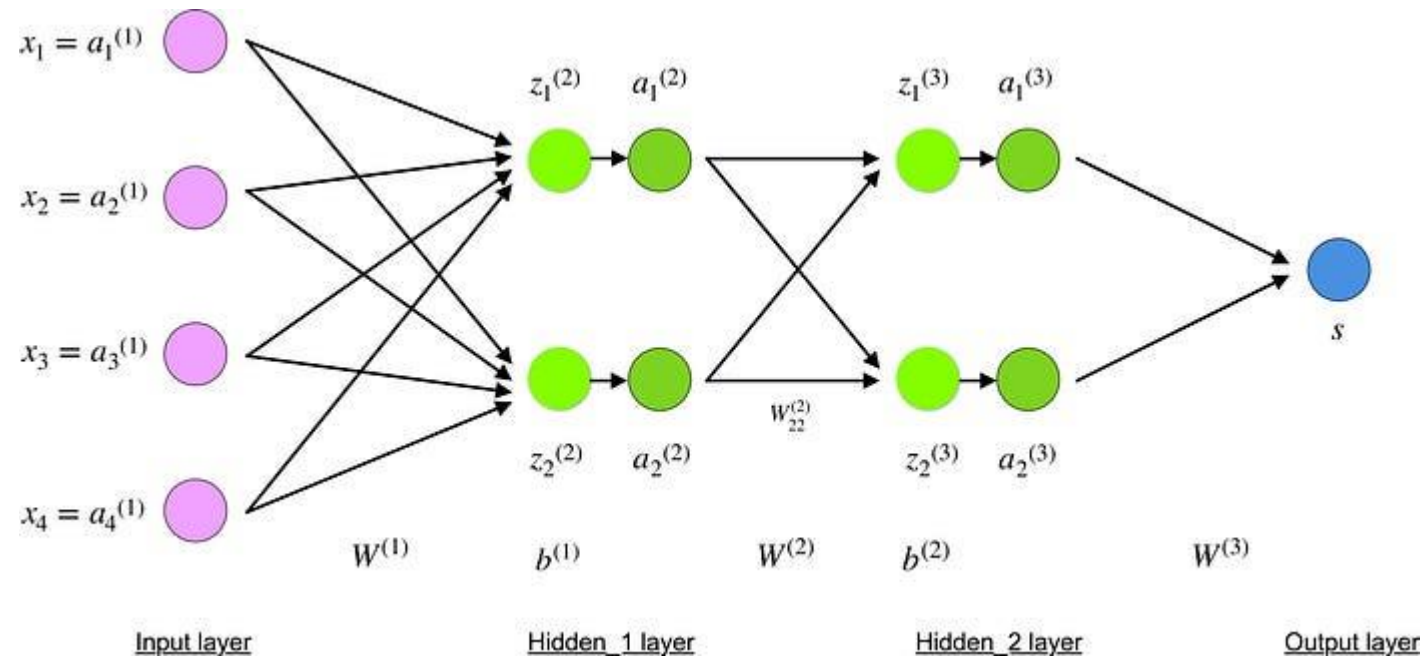 x₁ = a₁⁽¹⁾
z₁⁽²⁾ a₁⁽²⁾ z₁⁽³⁾ a₁⁽³⁾
x₂ = a₂⁽¹⁾
s
x₃ = a₃⁽¹⁾
W₂₂⁽²⁾
z₂⁽²⁾ a₂⁽²⁾ z₂⁽³⁾ a₂⁽³⁾
x₄ = a₄⁽¹⁾
W⁽¹⁾ b⁽¹⁾ W⁽²⁾ b⁽²⁾ W⁽³⁾
Input layer Hidden_1 layer Hidden_2 layer Output layer